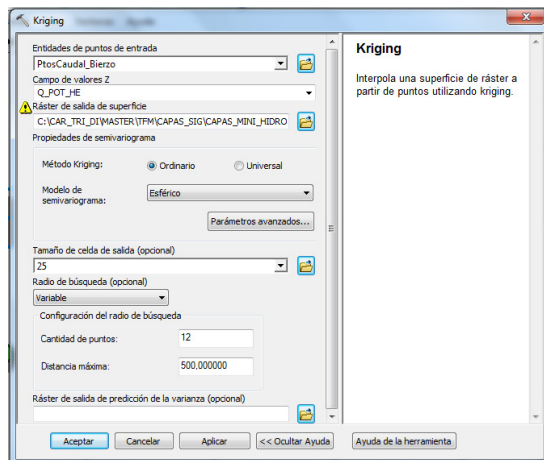 Kriging
Entidades de puntos de entrada
PtosCaudal_Bierzo
Campo de valores Z
Q_POT_HE
Ráster de salida de superficie
C:\CAR_TRI_DI\MASTER\TFM\CAPAS_SIG\CAPAS_MINI_HIDRO
Propiedades de semivariograma
Método Kriging:
Ordinario
Universal
Modelo de
semivariograma:
Esférico
Parámetros avanzados...
Tamaño de celda de salida (opcional)
25
Radio de búsqueda (opcional)
Variable
Configuración del radio de búsqueda
Cantidad de puntos:
12
Distancia máxima:
500,000000
Ráster de salida de predicción de la varianza (opcional)
Aceptar
Cancelar
Aplicar
<< Ocultar Ayuda
Kriging
Interpola una superficie de ráster a
partir de puntos utilizando kriging.
Ayuda de la herramienta